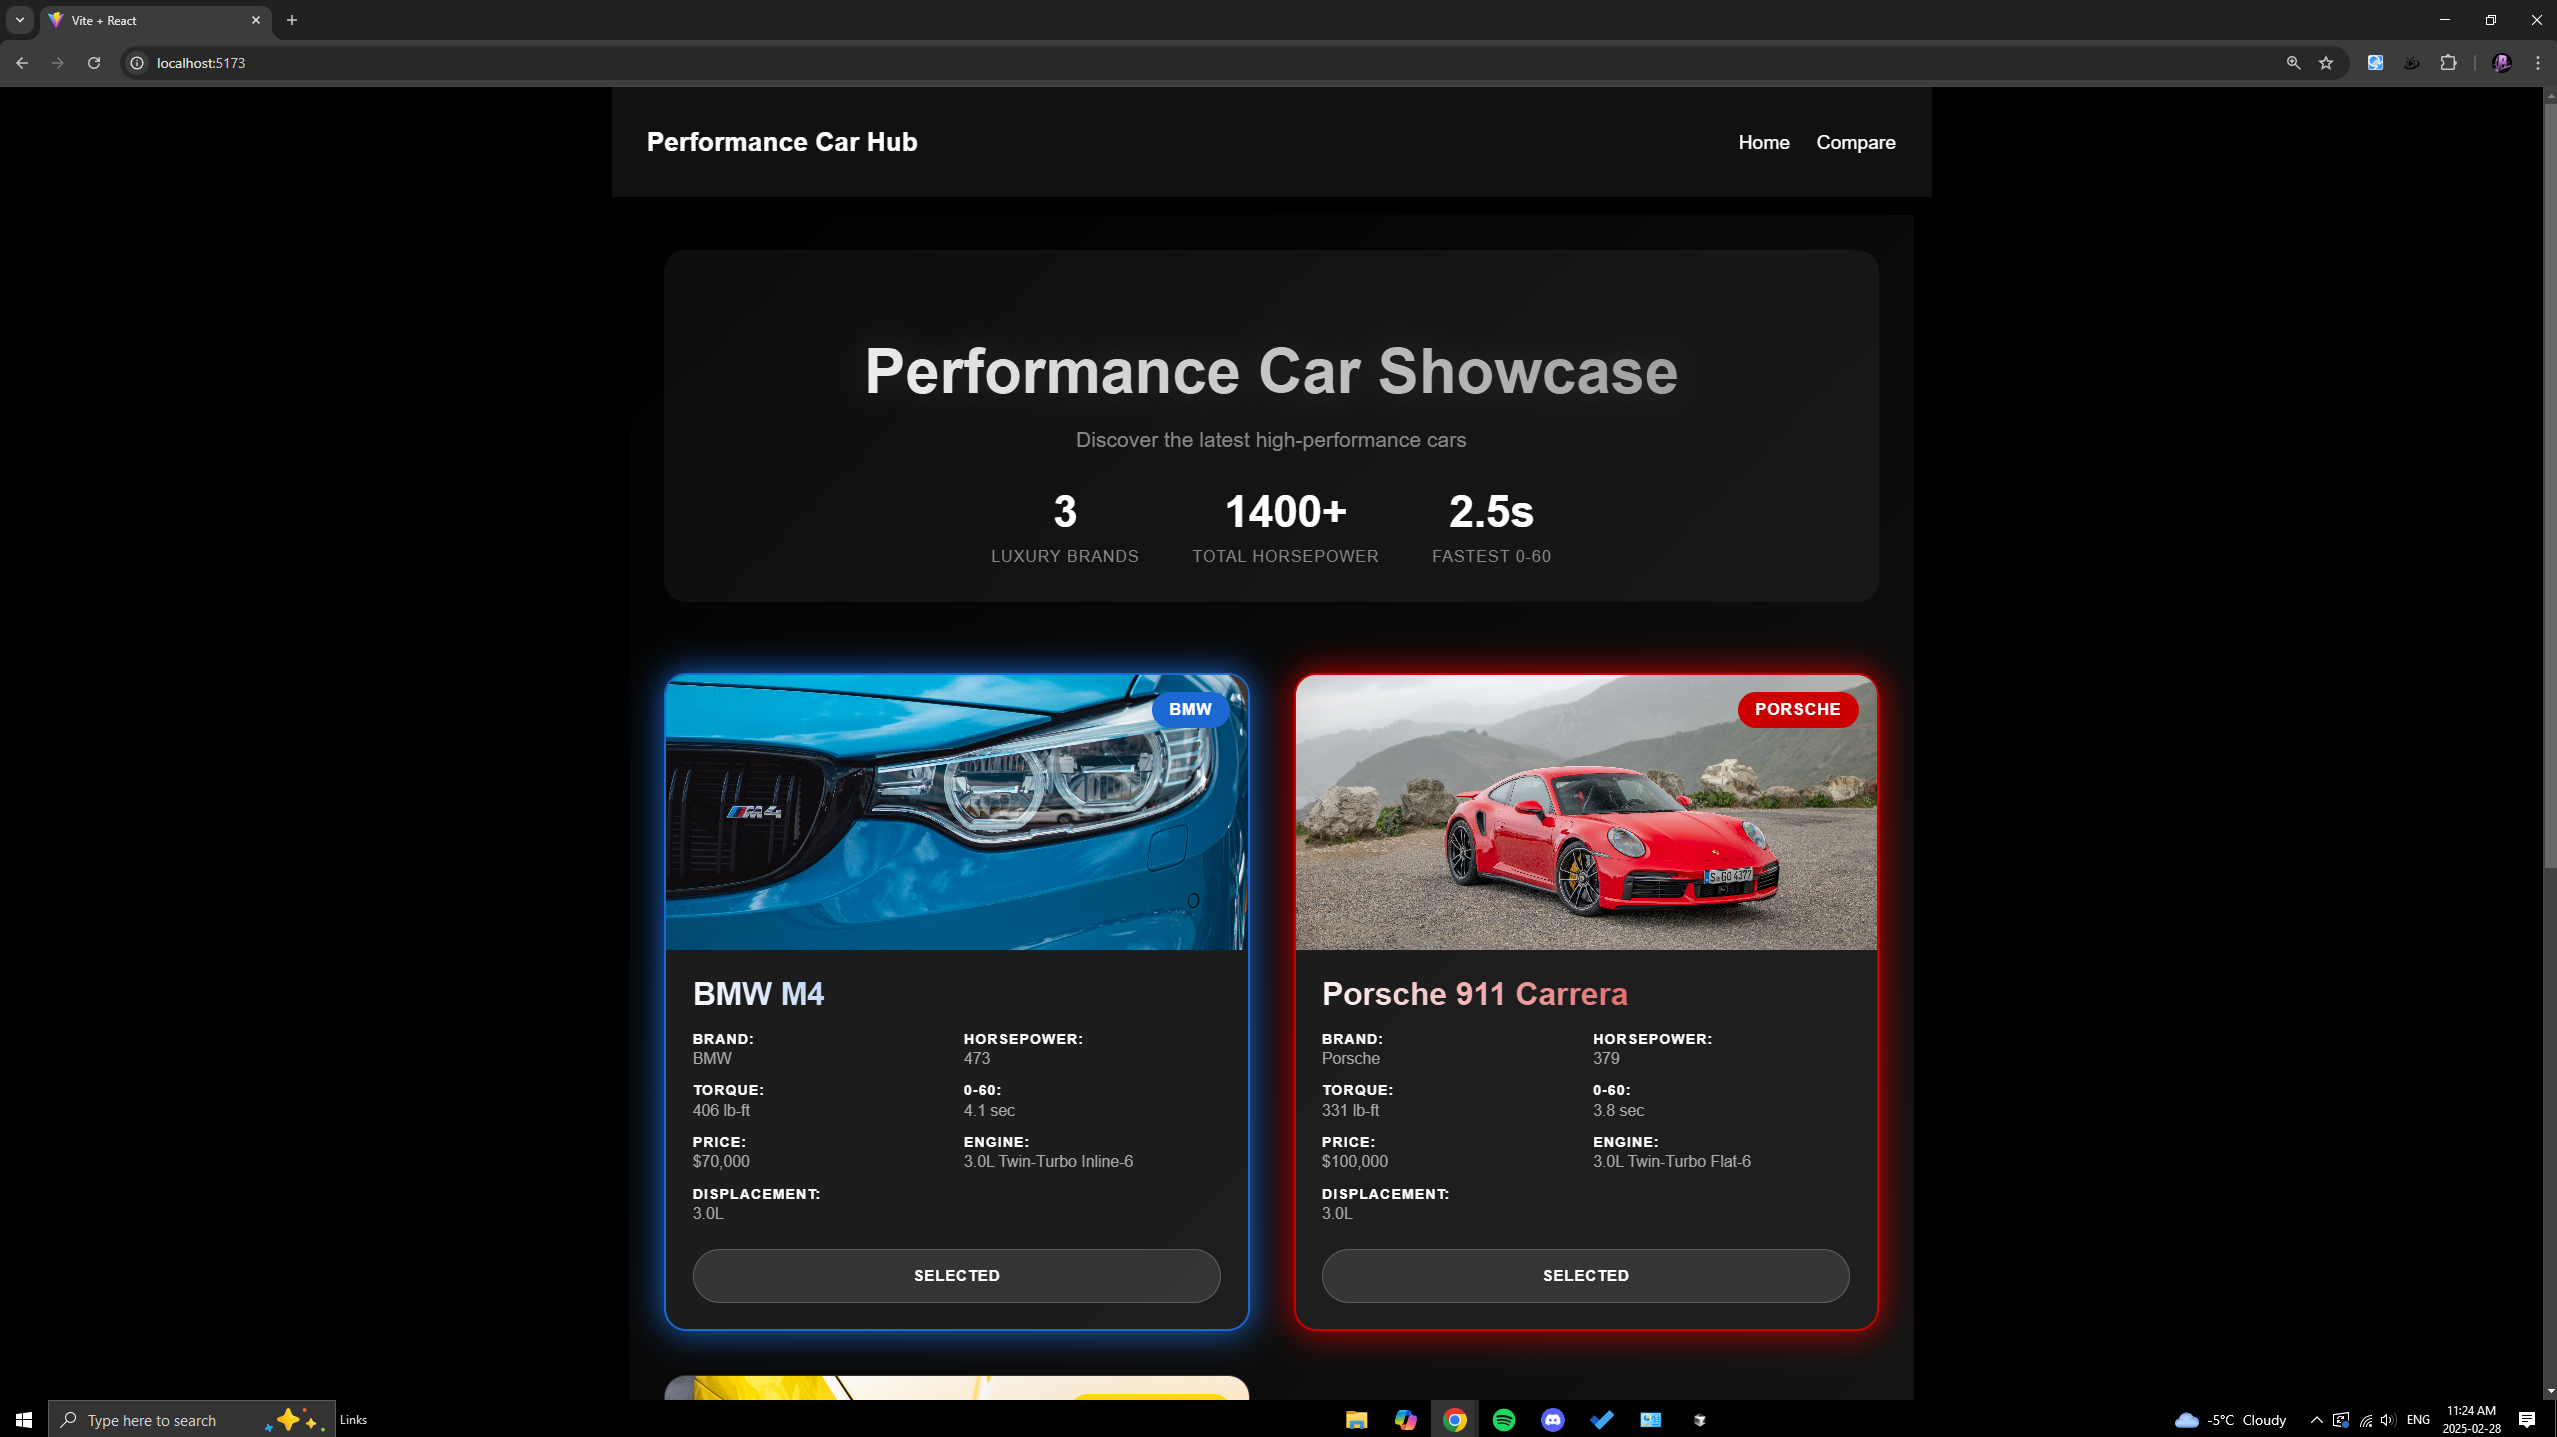 Vite + React
localhost:5173
Performance Car Hub
Home Compare
Performance Car Showcase
Discover the latest high-performance cars
3 1400+ 2.5s
LUXURY BRANDS TOTAL HORSEPOWER FASTEST 0-60
BMW
M4
PORSCHE
S GO 4377
BMW M4
BRAND: HORSEPOWER:
BMW 473
TORQUE: 0-60:
406 lb-ft 4.1 sec
PRICE: ENGINE:
$70,000 3.0L Twin-Turbo Inline-6
DISPLACEMENT:
3.0L
SELECTED
Porsche 911 Carrera
BRAND: HORSEPOWER:
Porsche 379
TORQUE: 0-60:
331 lb-ft 3.8 sec
PRICE: ENGINE:
$100,000 3.0L Twin-Turbo Flat-6
DISPLACEMENT:
3.0L
SELECTED
Type here to search
Links
-5°C Cloudy
ENG
11:24 AM
2025-02-28